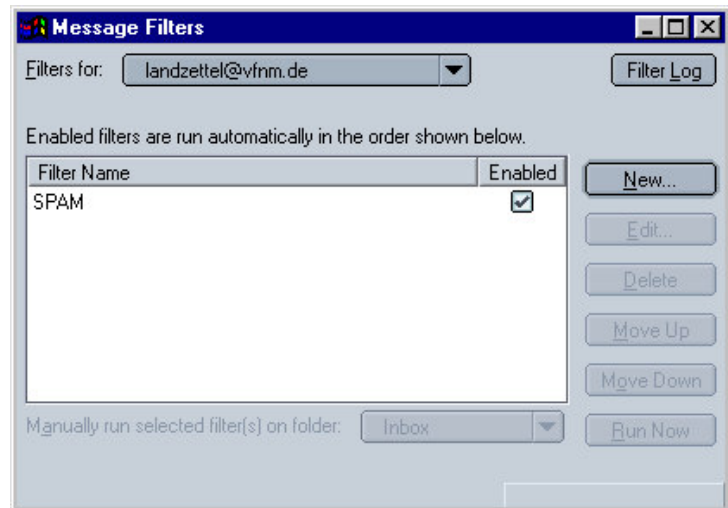 Message Filters
Filters for: landzettel@vfnm.de Filter Log
Enabled filters are run automatically in the order shown below.
Filter Name Enabled
SPAM
New...
Edit...
Delete
Move Up
Move Down
Manually run selected filter(s) on folder: Inbox Run Now